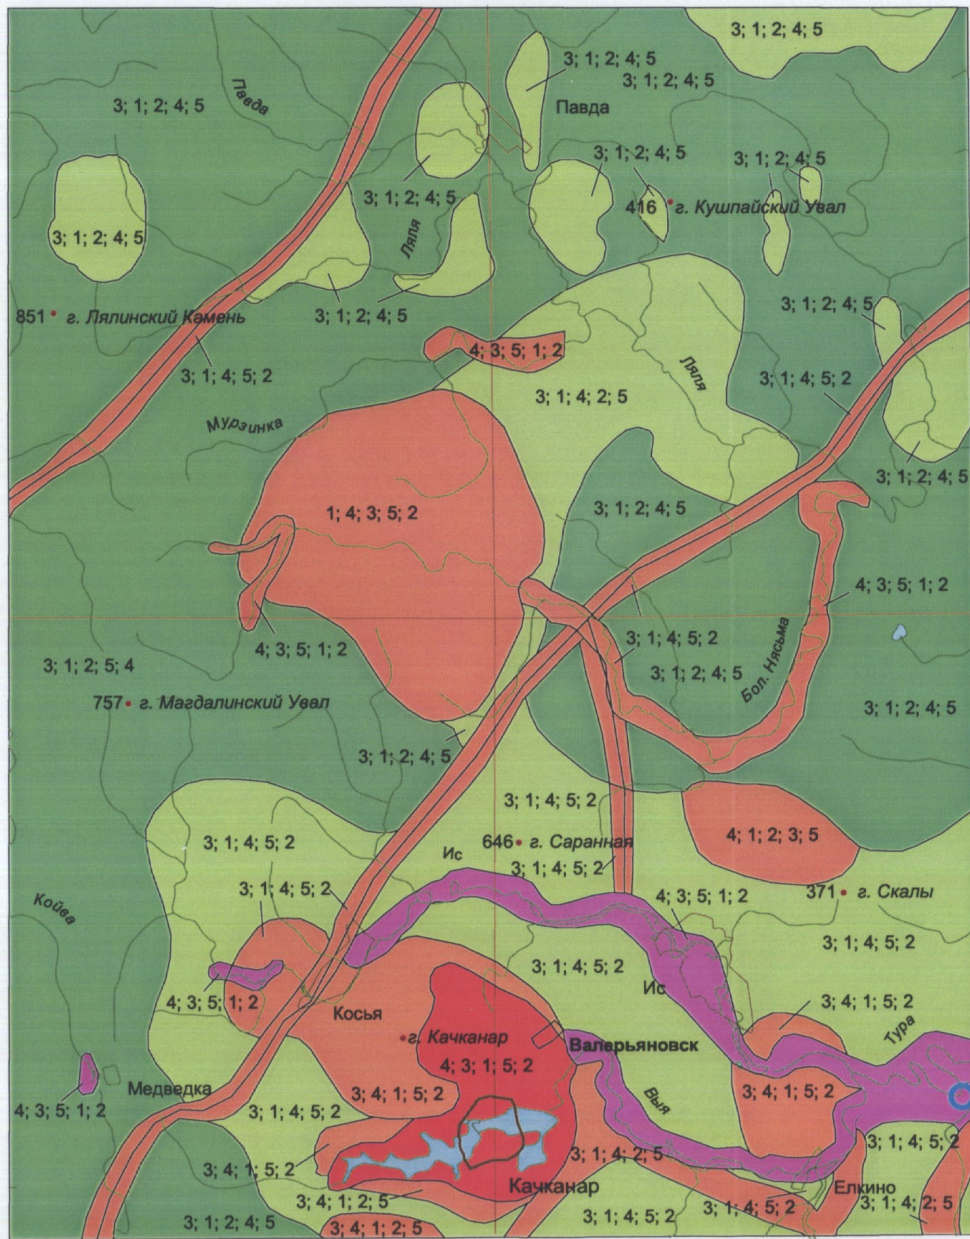 3; 1; 2; 4; 5
3; 1; 2; 4; 5
3; 1; 2; 4; 5
Павда
3; 1; 2; 4; 5
Павда
3; 1; 2; 4; 5
3; 1; 2; 4; 5
3; 1; 2; 4; 5
3; 1; 2; 4; 5
416 г. Кушпайский Увал
3; 1; 2; 4; 5
Ляля
3; 1; 2; 4; 5
3; 1; 2; 4; 5
851 г. Лялинский Камень
4; 3; 5; 1; 2
3; 1; 4; 5; 2
Ляля
3; 1; 4; 5; 2
3; 1; 4; 2; 5
Мурзинка
3; 1; 2; 4; 5
1; 4; 3; 5; 2
3; 1; 2; 4; 5
4; 3; 5; 1; 2
3; 1; 4; 5; 2
4; 3; 5; 1; 2
3; 1; 2; 5; 4
3; 1; 2; 4; 5
Бол. Нясьма
757 г. Магдалинский Увал
3; 1; 2; 4; 5
3; 1; 2; 4; 5
3; 1; 4; 5; 2
4; 1; 2; 3; 5
3; 1; 4; 5; 2
646 г. Саранная
Ис
3; 1; 4; 5; 2
3; 1; 4; 5; 2
4; 3; 5; 1; 2
371 г. Скалы
Койва
3; 1; 4; 5; 2
3; 1; 4; 5; 2
Ис
4; 3; 5; 1; 2
3; 4; 1; 5; 2
Косья
Тура
г. Качканар
Валерьяновск
4; 3; 1; 5; 2
Медведка
3; 4; 1; 5; 2
3; 4; 1; 5; 2
Выя
4; 3; 5; 1; 2
3; 1; 4; 5; 2
3; 1; 4; 5; 2
3; 1; 4; 2; 5
3; 4; 1; 5; 2
Качканар
Елкино
3; 4; 1; 2; 5
3; 1; 4; 5; 2
3; 1; 4; 2; 5
3; 1; 2; 4; 5
3; 4; 1; 2; 5
3; 1; 4; 5; 2